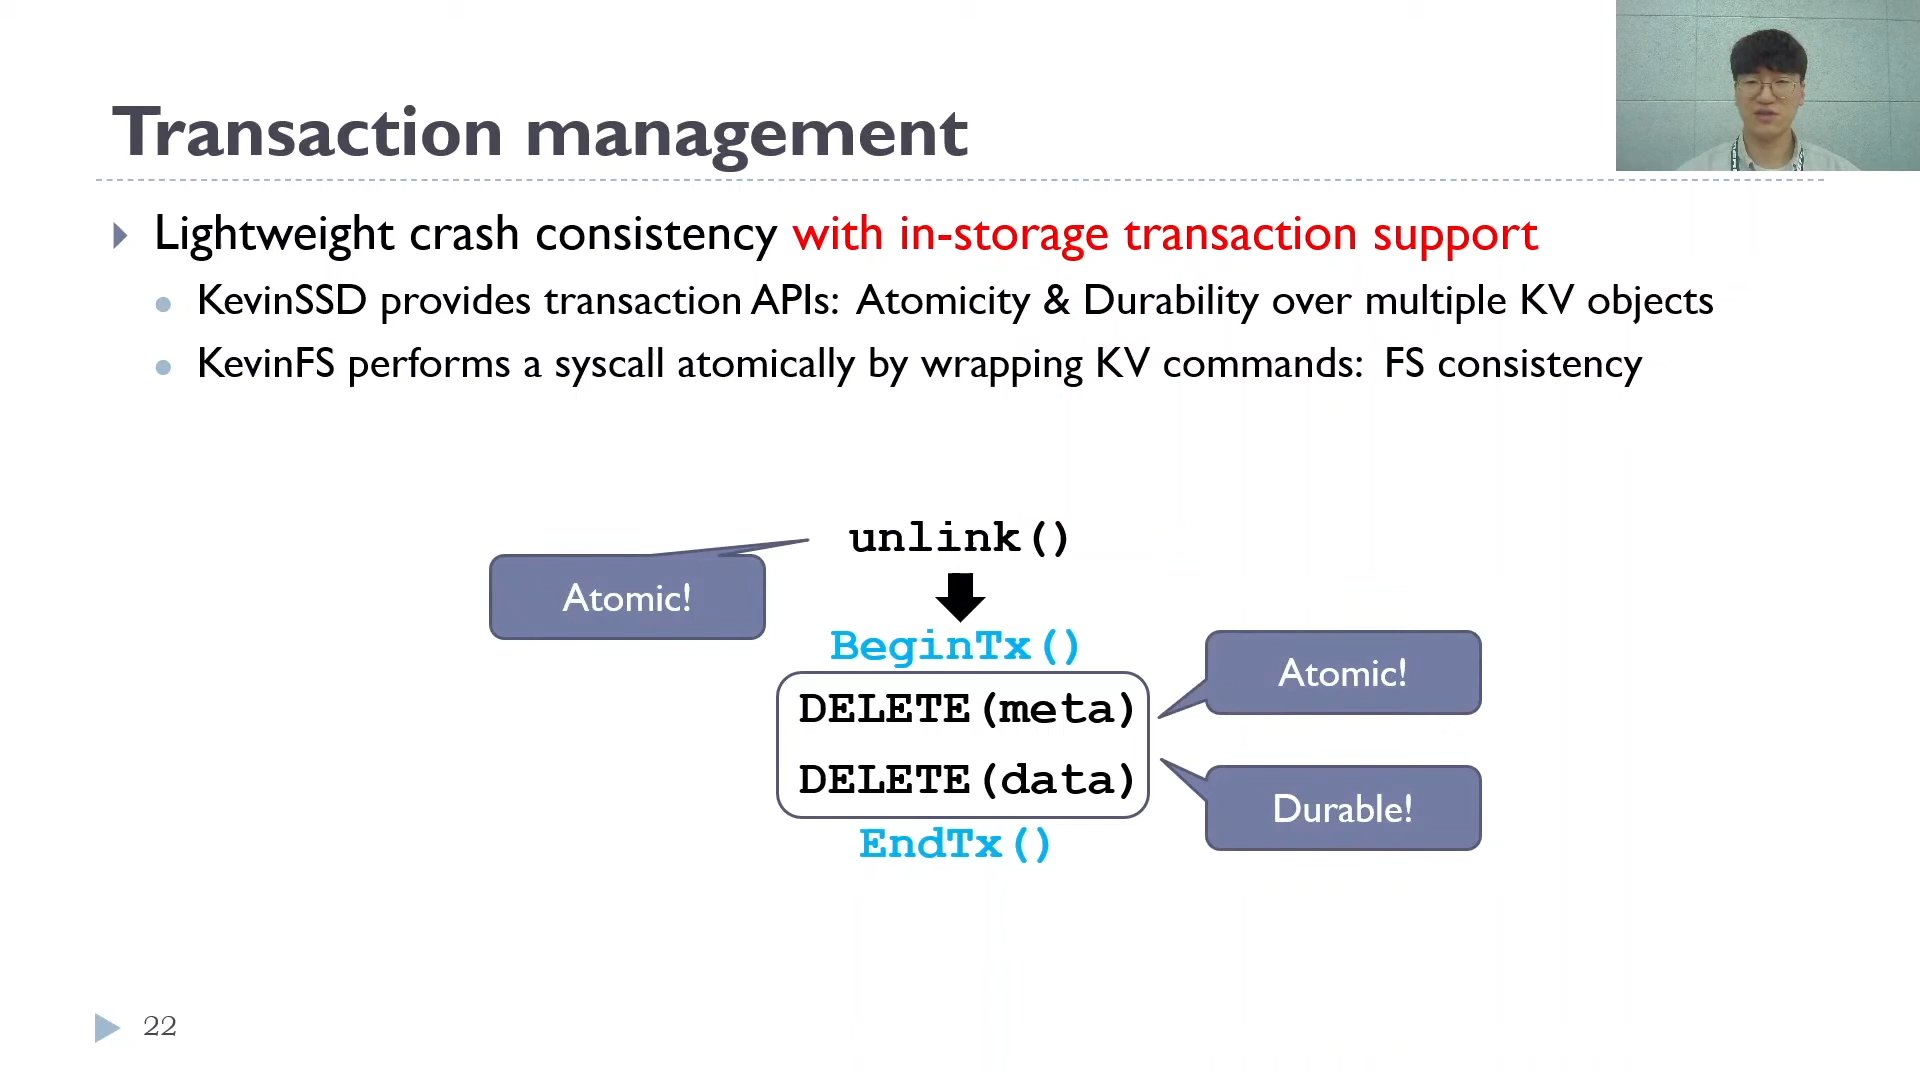 Transaction management
Lightweight crash consistency with in-storage transaction support
KevinSSD provides transaction APIs: Atomicity & Durability over multiple KV objects
KevinFS performs a syscall atomically by wrapping KV commands: FS consistency
unlink()
Atomic!
BeginTx()
Atomic!
DELETE(meta)
DELETE(data)
Durable!
EndTx()
22